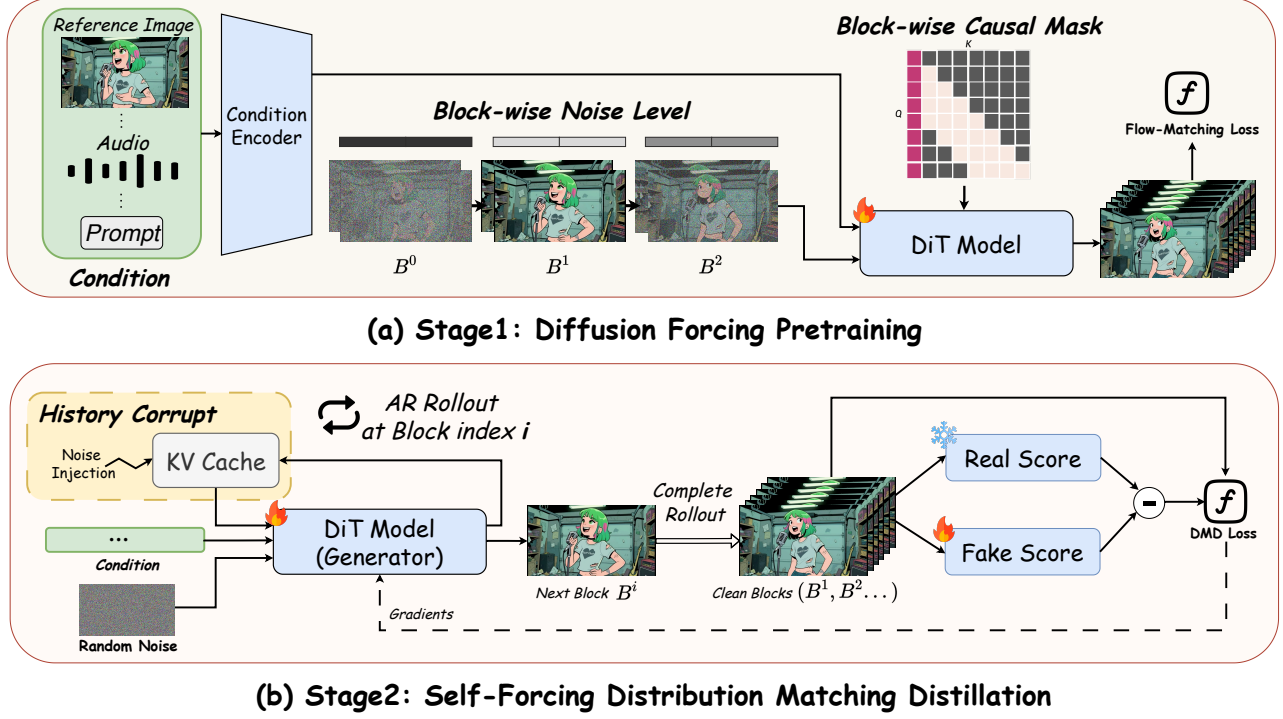 Reference Image
Audio
Prompt
Condition
Condition
Encoder
Block-wise Noise Level
B^0
B^1
B^2
Block-wise Causal Mask
K
Q
DiT Model
f
Flow-Matching Loss
(a) Stage1: Diffusion Forcing Pretraining
History Corrupt
Noise
Injection
KV Cache
AR Rollout
at Block index i
...
Condition
Random Noise
DiT Model
(Generator)
Gradients
Next Block B^i
Complete
Rollout
Clean Blocks (B^1, B^2...)
Real Score
Fake Score
-
f
DMD Loss
(b) Stage2: Self-Forcing Distribution Matching Distillation